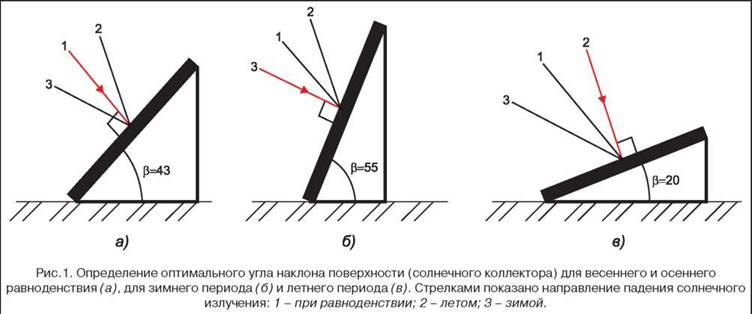 1
2
3
β=43
а)
2
1
3
β=55
б)
2
1
3
β=20
в)
Рис.1. Определение оптимального угла наклона поверхности (солнечного коллектора) для весеннего и осеннего
равноденствия (а), для зимнего периода (б) и летнего периода (в). Стрелками показано направление падения солнечного
излучения: 1 – при равноденствии; 2 – летом; 3 – зимой.